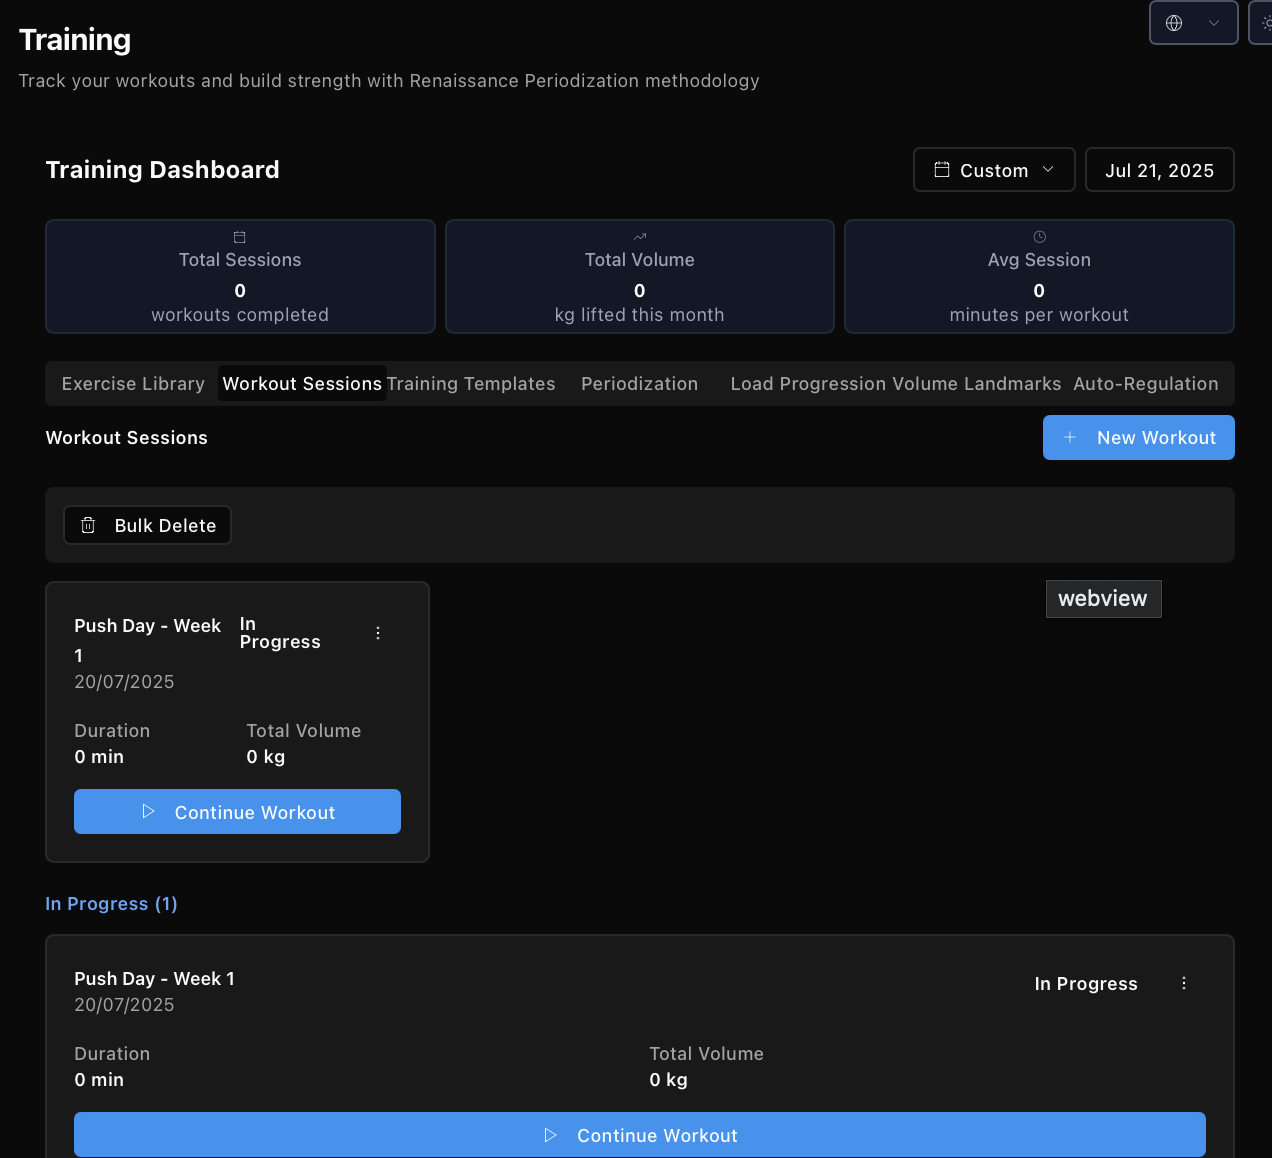 Training
Track your workouts and build strength with Renaissance Periodization methodology
Training Dashboard
Custom
Jul 21, 2025
Total Sessions
0
workouts completed
Total Volume
0
kg lifted this month
Avg Session
0
minutes per workout
Exercise Library Workout Sessions Training Templates Periodization Load Progression Volume Landmarks Auto-Regulation
Workout Sessions
New Workout
Bulk Delete
webview
Push Day - Week
1
In
Progress
20/07/2025
Duration
0 min
Total Volume
0 kg
Continue Workout
In Progress (1)
Push Day - Week 1
In Progress
20/07/2025
Duration
0 min
Total Volume
0 kg
Continue Workout